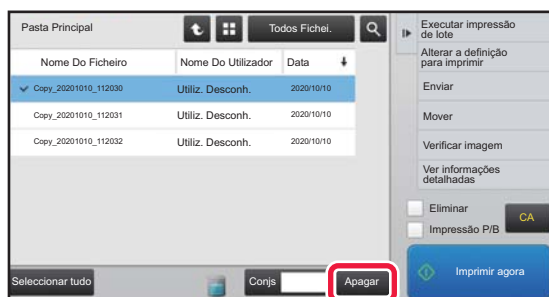 Pasta Principal
Todos Fichei.
Nome Do Ficheiro
Nome Do Utilizador
Data
Copy_20201010_112030
Utiliz. Desconh.
2020/10/10
Copy_20201010_112031
Utiliz. Desconh.
2020/10/10
Copy_20201010_112032
Utiliz. Desconh.
2020/10/10
Seleccionar tudo
Conjs
Apagar
Executar impressão
de lote
Alterar a definição
para imprimir
Enviar
Mover
Verificar imagem
Ver informações
detalhadas
Eliminar
Impressão P/B
CA
Imprimir agora